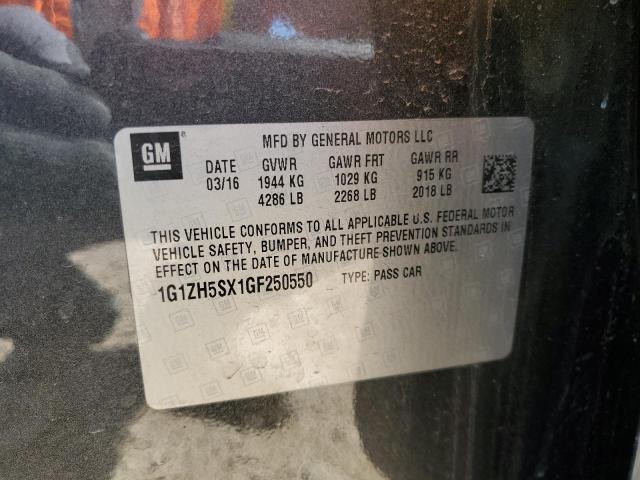 GM ®
MFD BY GENERAL MOTORS LLC
DATE GVWR GAWR FRT GAWR RR
03/16 1944 KG 1029 KG 915 KG
4286 LB 2268 LB 2018 LB
THIS VEHICLE CONFORMS TO ALL APPLICABLE U.S. FEDERAL MOTOR
VEHICLE SAFETY, BUMPER, AND THEFT PREVENTION STANDARDS IN
EFFECT ON THE DATE OF MANUFACTURE SHOWN ABOVE.
1G1ZH5SX1GF250550 TYPE: PASS CAR